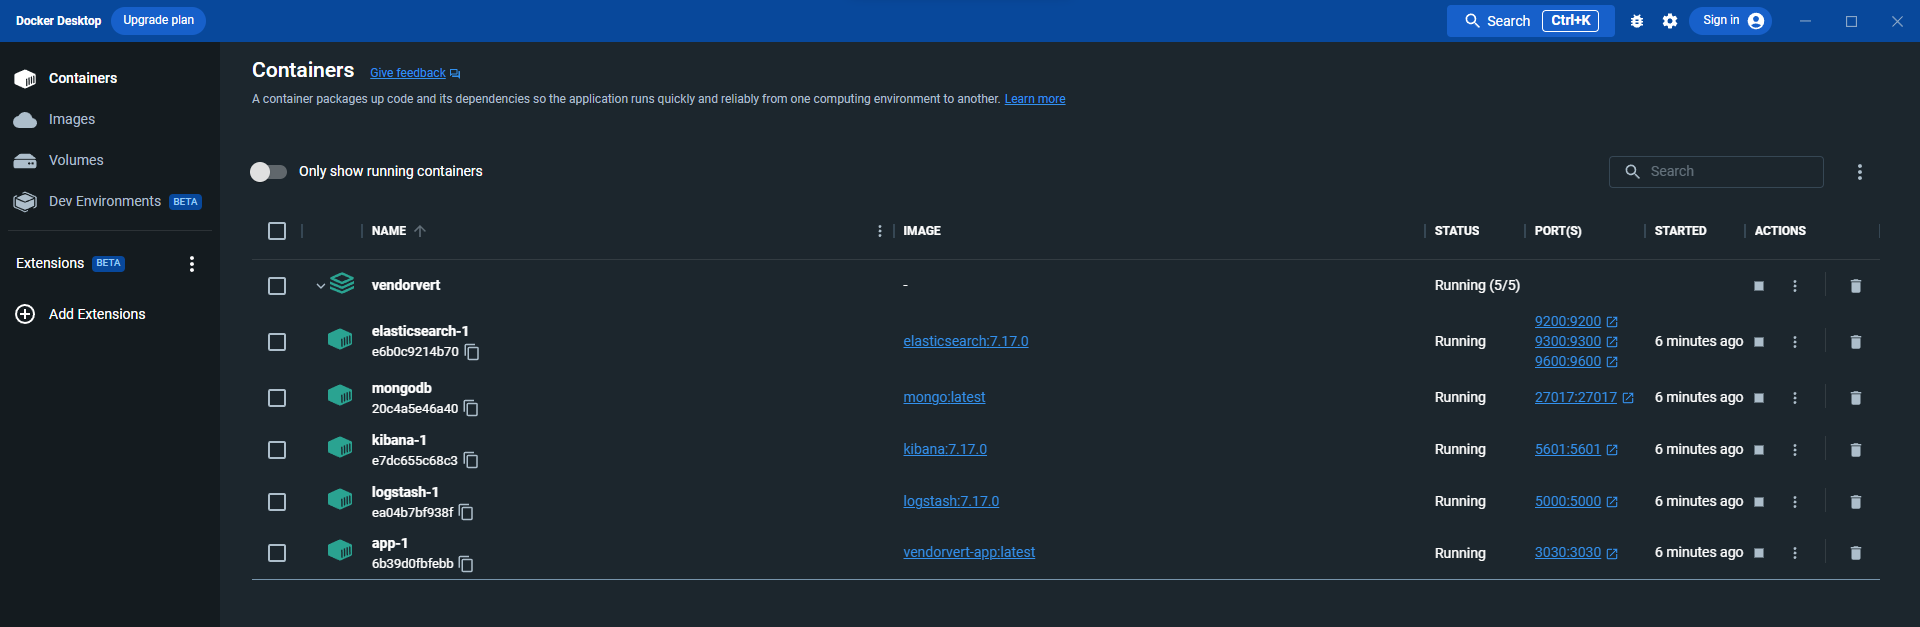 Docker Desktop Upgrade plan Search Ctrl+K Sign in
Containers
Images
Volumes
Dev Environments BETA
Extensions BETA
Add Extensions
Containers Give feedback
A container packages up code and its dependencies so the application runs quickly and reliably from one computing environment to another. Learn more
Only show running containers Search
NAME IMAGE STATUS PORT(S) STARTED ACTIONS
vendorvert - Running (5/5)
elasticsearch-1
e6b0c9214b70
elasticsearch:7.17.0 Running
9200:9200
9300:9300
9600:9600
6 minutes ago
mongodb
20c4a5e46a40
mongo:latest Running 27017:27017 6 minutes ago
kibana-1
e7dc655c68c3
kibana:7.17.0 Running 5601:5601 6 minutes ago
logstash-1
ea04b7bf938f
logstash:7.17.0 Running 5000:5000 6 minutes ago
app-1
6b39d0fbfebb
vendorvert-app:latest Running 3030:3030 6 minutes ago